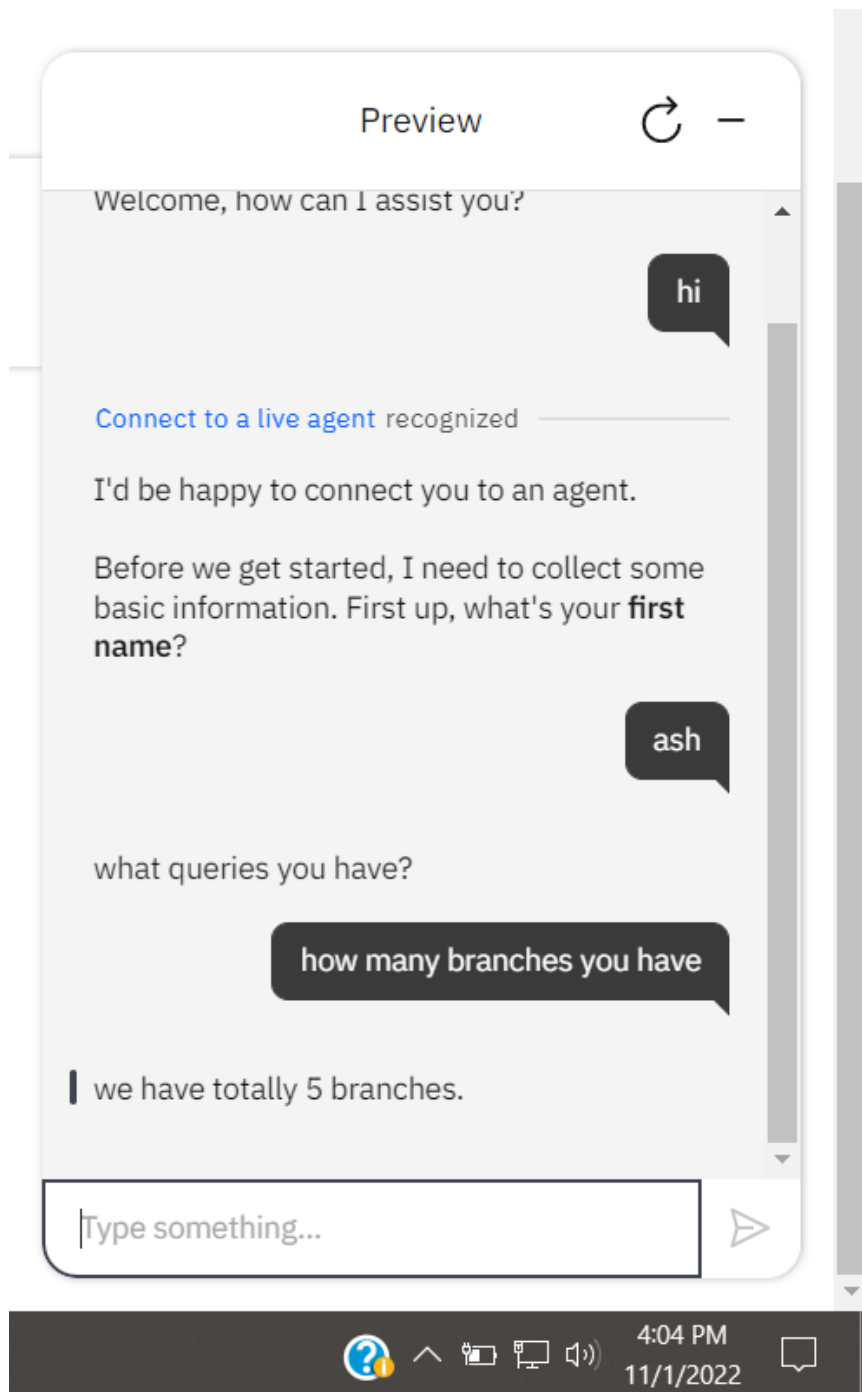 Preview
Welcome, how can I assist you?
hi
Connect to a live agent recognized
I'd be happy to connect you to an agent.
Before we get started, I need to collect some
basic information. First up, what's your first
name?
ash
what queries you have?
how many branches you have
we have totally 5 branches.
Type something...
4:04 PM
11/1/2022